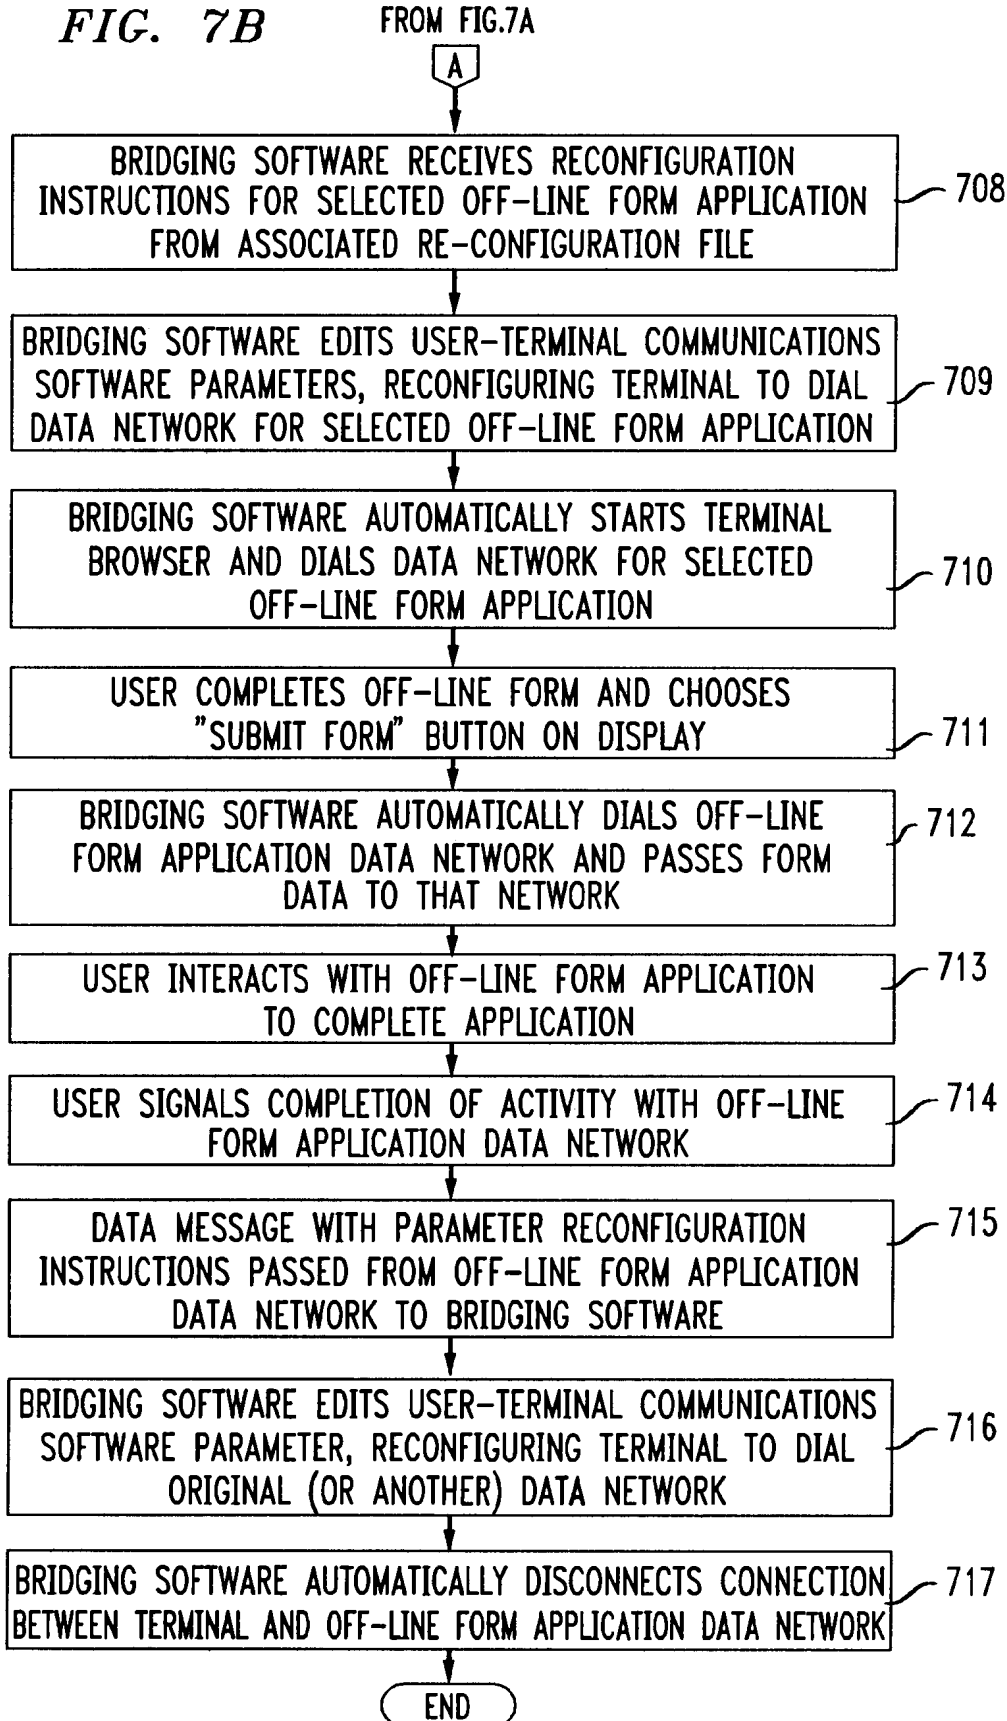 FIG. 7B
FROM FIG.7A
A
BRIDGING SOFTWARE RECEIVES RECONFIGURATION
INSTRUCTIONS FOR SELECTED OFF-LINE FORM APPLICATION
FROM ASSOCIATED RE-CONFIGURATION FILE
708
BRIDGING SOFTWARE EDITS USER-TERMINAL COMMUNICATIONS
SOFTWARE PARAMETERS, RECONFIGURING TERMINAL TO DIAL
DATA NETWORK FOR SELECTED OFF-LINE FORM APPLICATION
709
BRIDGING SOFTWARE AUTOMATICALLY STARTS TERMINAL
BROWSER AND DIALS DATA NETWORK FOR SELECTED
OFF-LINE FORM APPLICATION
710
USER COMPLETES OFF-LINE FORM AND CHOOSES
"SUBMIT FORM" BUTTON ON DISPLAY
711
BRIDGING SOFTWARE AUTOMATICALLY DIALS OFF-LINE
FORM APPLICATION DATA NETWORK AND PASSES FORM
DATA TO THAT NETWORK
712
USER INTERACTS WITH OFF-LINE FORM APPLICATION
TO COMPLETE APPLICATION
713
USER SIGNALS COMPLETION OF ACTIVITY WITH OFF-LINE
FORM APPLICATION DATA NETWORK
714
DATA MESSAGE WITH PARAMETER RECONFIGURATION
INSTRUCTIONS PASSED FROM OFF-LINE FORM APPLICATION
DATA NETWORK TO BRIDGING SOFTWARE
715
BRIDGING SOFTWARE EDITS USER-TERMINAL COMMUNICATIONS
SOFTWARE PARAMETER, RECONFIGURING TERMINAL TO DIAL
ORIGINAL (OR ANOTHER) DATA NETWORK
716
BRIDGING SOFTWARE AUTOMATICALLY DISCONNECTS CONNECTION
BETWEEN TERMINAL AND OFF-LINE FORM APPLICATION DATA NETWORK
717
END